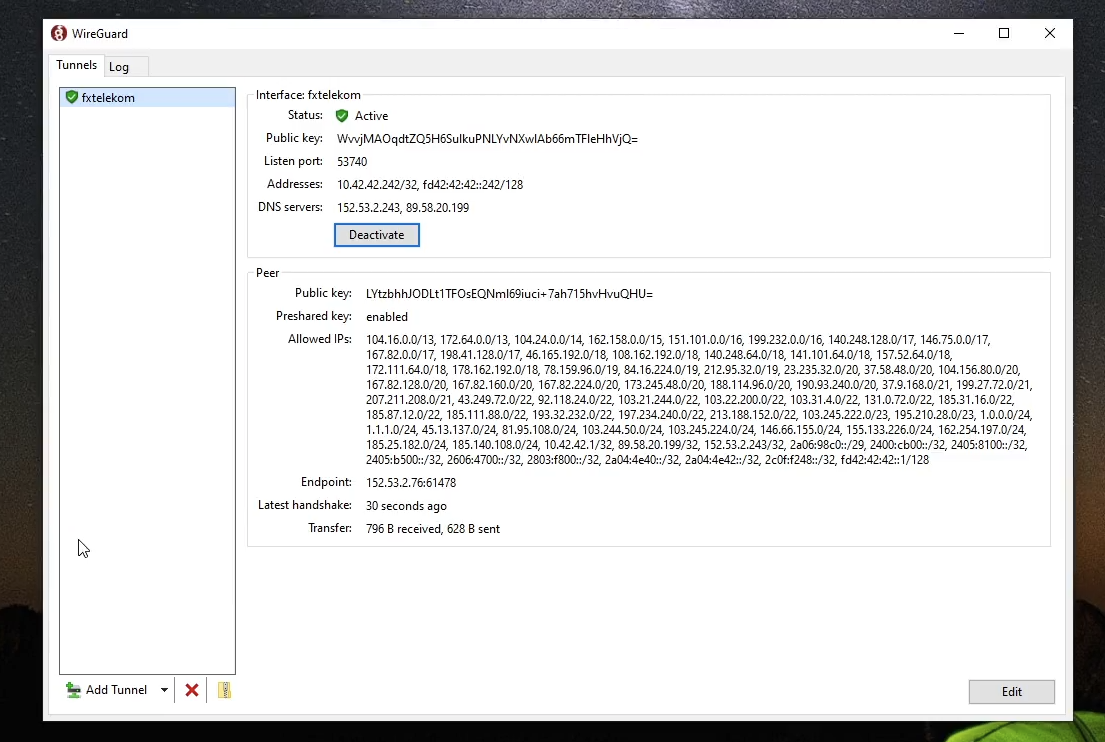 WireGuard
Tunnels
Log
fxtelekom
Interface: fxtelekom
Status: Active
Public key: WvvjMAOqdtZQ5H6SulkuPNLYvNXwIAb66mTFleHhVjQ=
Listen port: 53740
Addresses: 10.42.42.242/32, fd42:42:42::242/128
DNS servers: 152.53.2.243, 89.58.20.199
Deactivate
Peer
Public key: LYtzbhhJODLt1TFOsEQNml69iuci+7ah715hvHvuQHU=
Preshared key: enabled
Allowed IPs: 104.16.0.0/13, 172.64.0.0/13, 104.24.0.0/14, 162.158.0.0/15, 151.101.0.0/16, 199.232.0.0/16, 140.248.128.0/17, 146.75.0.0/17,
167.82.0.0/17, 198.41.128.0/17, 46.165.192.0/18, 108.162.192.0/18, 140.248.64.0/18, 141.101.64.0/18, 157.52.64.0/18,
172.111.64.0/18, 178.162.192.0/18, 78.159.96.0/19, 84.16.224.0/19, 212.95.32.0/19, 23.235.32.0/20, 37.58.48.0/20, 104.156.80.0/20,
167.82.128.0/20, 167.82.160.0/20, 167.82.224.0/20, 173.245.48.0/20, 188.114.96.0/20, 190.93.240.0/20, 37.9.168.0/21, 199.27.72.0/21,
207.211.208.0/21, 43.249.72.0/22, 92.118.24.0/22, 103.21.244.0/22, 103.22.200.0/22, 103.31.4.0/22, 131.0.72.0/22, 185.31.16.0/22,
185.87.12.0/22, 185.111.88.0/22, 193.32.232.0/22, 197.234.240.0/22, 213.188.152.0/22, 103.245.222.0/23, 195.210.28.0/23, 1.0.0.0/24,
1.1.1.0/24, 45.13.137.0/24, 81.95.108.0/24, 103.244.50.0/24, 103.245.224.0/24, 146.66.155.0/24, 155.133.226.0/24, 162.254.197.0/24,
185.25.182.0/24, 185.140.108.0/24, 10.42.42.1/32, 89.58.20.199/32, 152.53.2.243/32, 2a06:98c0::/29, 2400:cb00::/32, 2405:8100::/32,
2405:b500::/32, 2606:4700::/32, 2803:f800::/32, 2a04:4e40::/32, 2a04:4e42::/32, 2c0f:f248::/32, fd42:42:42::1/128
Endpoint: 152.53.2.76:61478
Latest handshake: 30 seconds ago
Transfer: 796 B received, 628 B sent
Add Tunnel
Edit